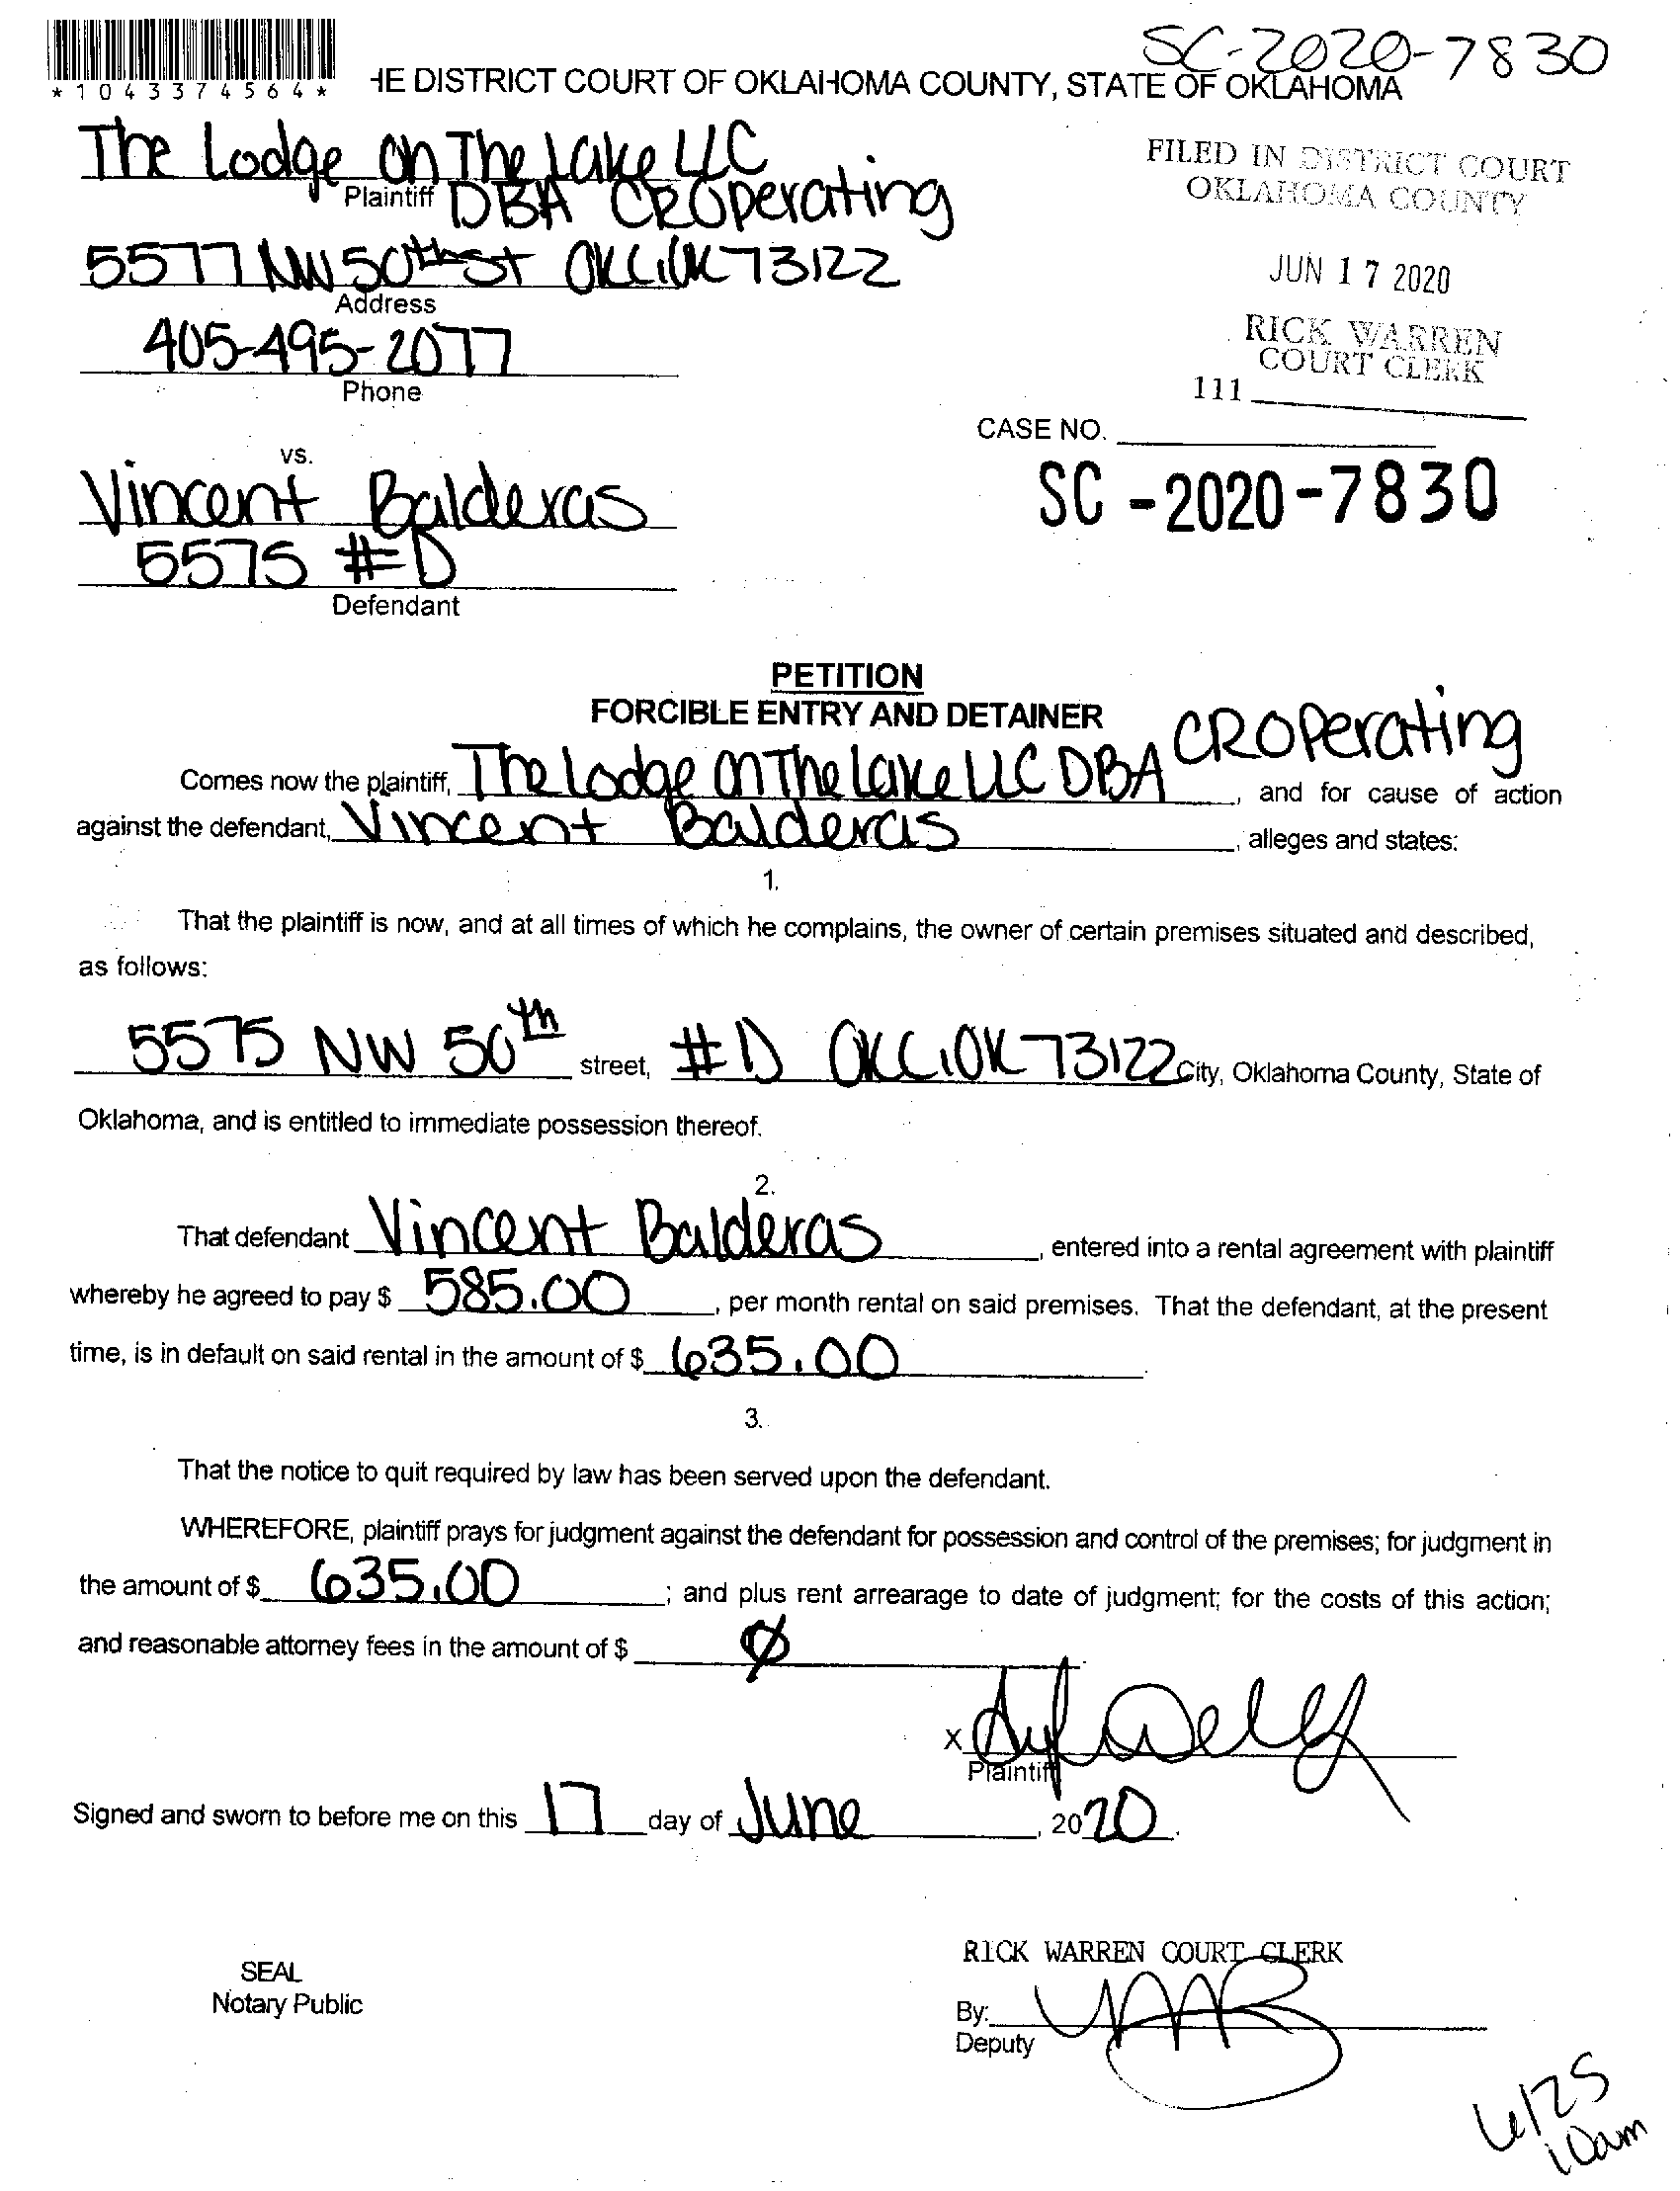 SC-2020-7830
*1043374564*
HE DISTRICT COURT OF OKLAHOMA COUNTY, STATE OF OKLAHOMA
The Lodge On The Lake LLC
Plaintiff DBA CROperating
5577 NW 50th St OKC, OK 73122
Address
405-495-2077
Phone
FILED IN DISTRICT COURT
OKLAHOMA COUNTY
JUN 17 2020
RICK WARREN
COURT CLERK
111
CASE NO.
SC-2020-7830
vs.
Vincent Balderas
5575 #D
Defendant
PETITION
FORCIBLE ENTRY AND DETAINER
Comes now the plaintiff, The Lodge On The Lake LLC DBA CROperating, and for cause of action
against the defendant, Vincent Balderas, alleges and states:
1.
That the plaintiff is now, and at all times of which he complains, the owner of certain premises situated and described,
as follows:
5575 NW 50th street, #D OKC, OK 73122 City, Oklahoma County, State of
Oklahoma, and is entitled to immediate possession thereof.
2.
That defendant Vincent Balderas, entered into a rental agreement with plaintiff
whereby he agreed to pay $ 585.00, per month rental on said premises. That the defendant, at the present
time, is in default on said rental in the amount of $ 635.00
3.
That the notice to quit required by law has been served upon the defendant.
WHEREFORE, plaintiff prays for judgment against the defendant for possession and control of the premises; for judgment in
the amount of $ 635.00; and plus rent arrearage to date of judgment; for the costs of this action;
and reasonable attorney fees in the amount of $ Ø
X
Plaintiff
Signed and sworn to before me on this 17 day of June, 2020.
RICK WARREN COURT CLERK
SEAL
Notary Public
By:
Deputy
6/25
10am